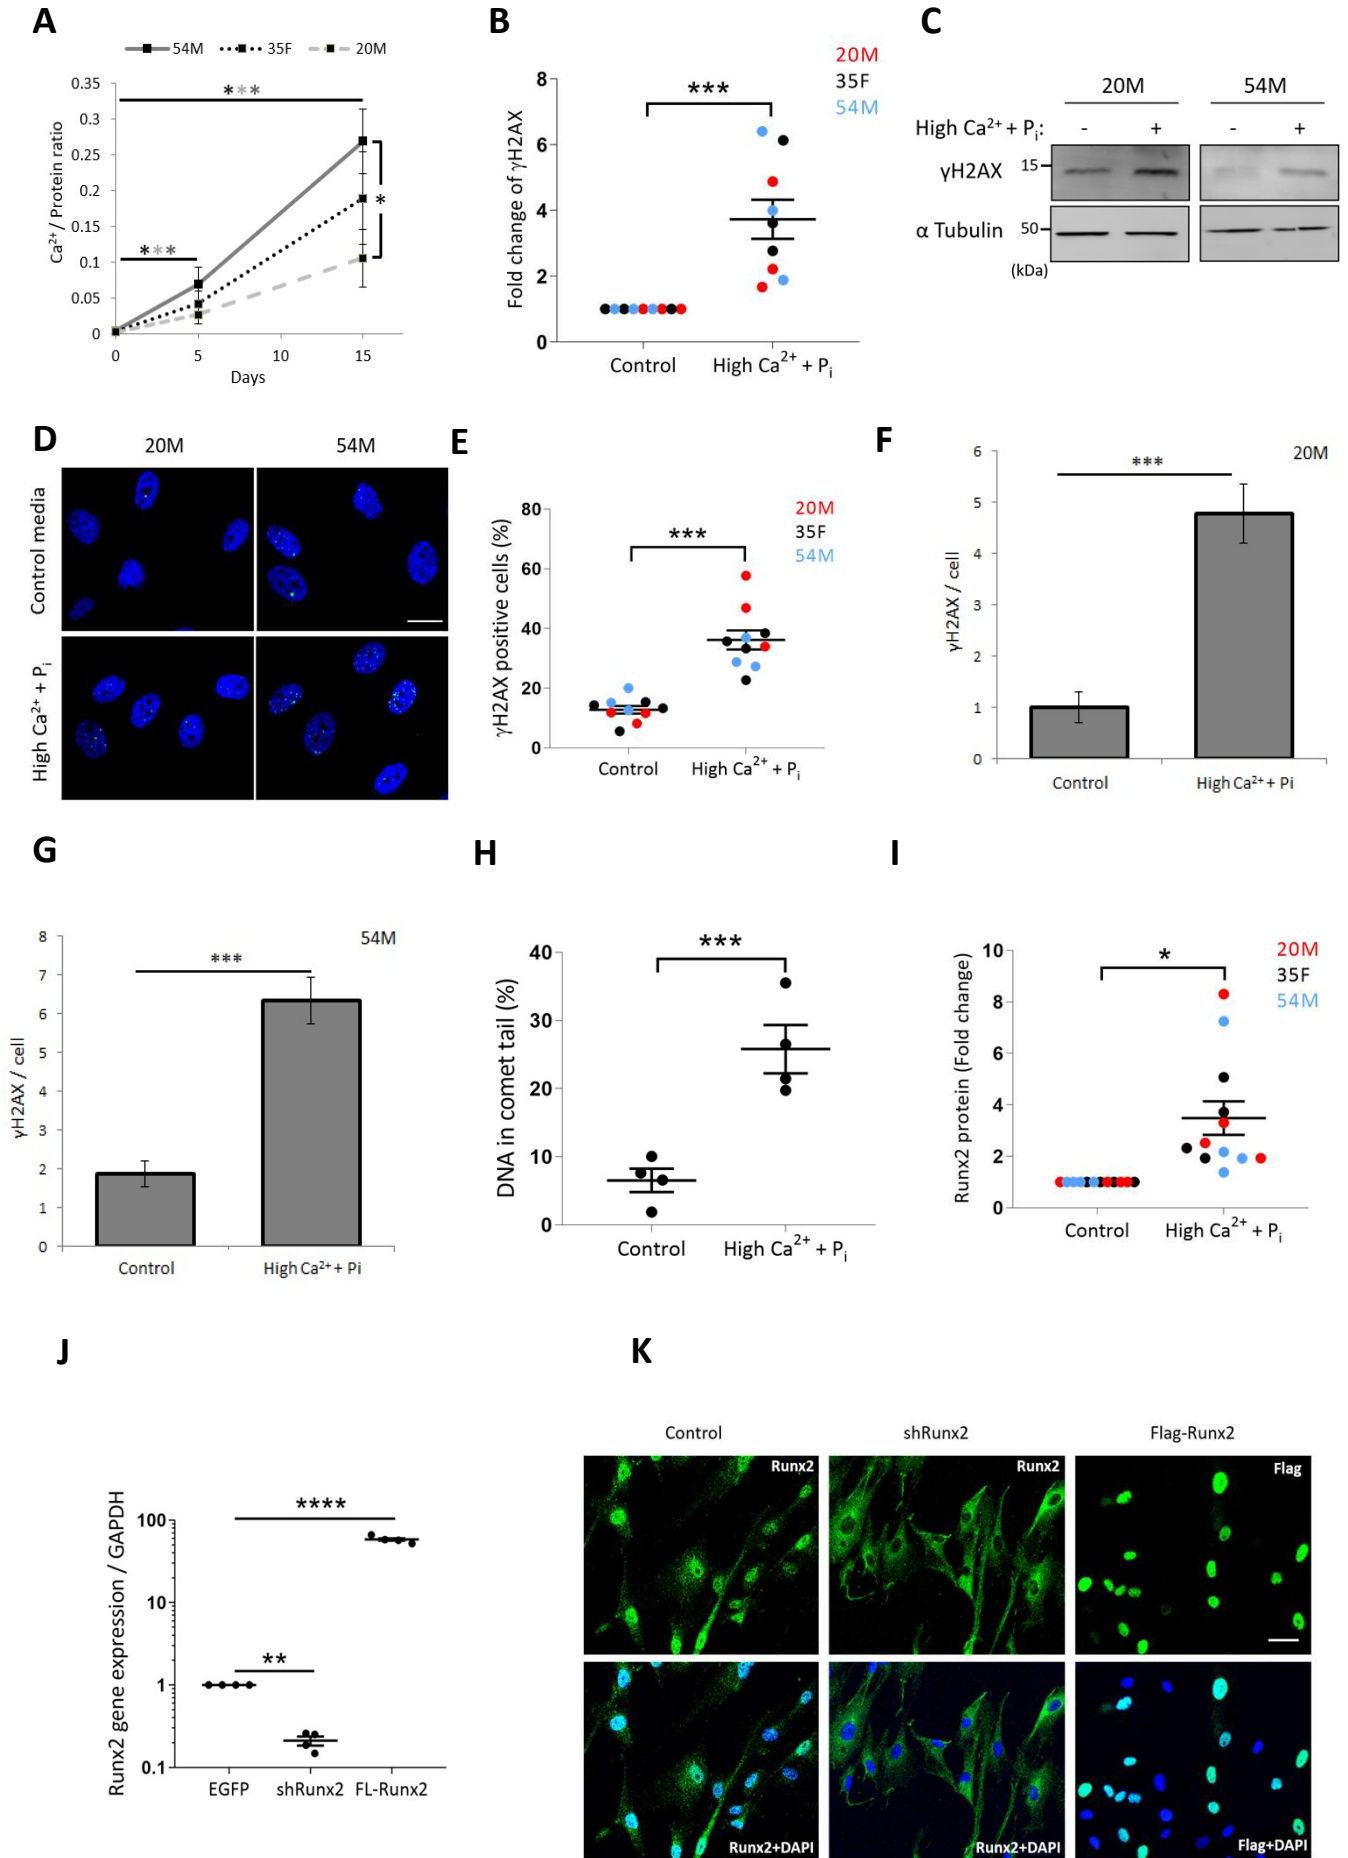 A
54M 35F 20M
0.35
0.3
0.25
0.2
0.15
0.1
0.05
0
Ca²⁺/ Protein ratio
***
***
*
0 5 10 15
Days
B
20M
35F
54M
***
8
6
4
2
0
Fold change of γH2AX
Control High Ca²⁺ + Pᵢ
C
20M 54M
High Ca²⁺ + Pᵢ: - + - +
γH2AX 15
α Tubulin 50
(kDa)
D
20M 54M
Control media
High Ca²⁺ + Pᵢ
E
20M
35F
54M
***
80
60
40
20
0
γH2AX positive cells (%)
Control High Ca²⁺ + Pᵢ
F
20M
***
6
5
4
3
2
1
0
γH2AX / cell
Control High Ca²⁺ + Pi
G
54M
***
8
7
6
5
4
3
2
1
0
γH2AX / cell
Control High Ca²⁺ + Pi
H
***
40
30
20
10
0
DNA in comet tail (%)
Control High Ca²⁺ + Pᵢ
I
20M
35F
54M
*
10
8
6
4
2
0
Runx2 protein (Fold change)
Control High Ca²⁺ + Pᵢ
J
****
**
100
10
1
0.1
Runx2 gene expression / GAPDH
EGFP shRunx2 FL-Runx2
K
Control shRunx2 Flag-Runx2
Runx2 Runx2 Flag
Runx2+DAPI Runx2+DAPI Flag+DAPI